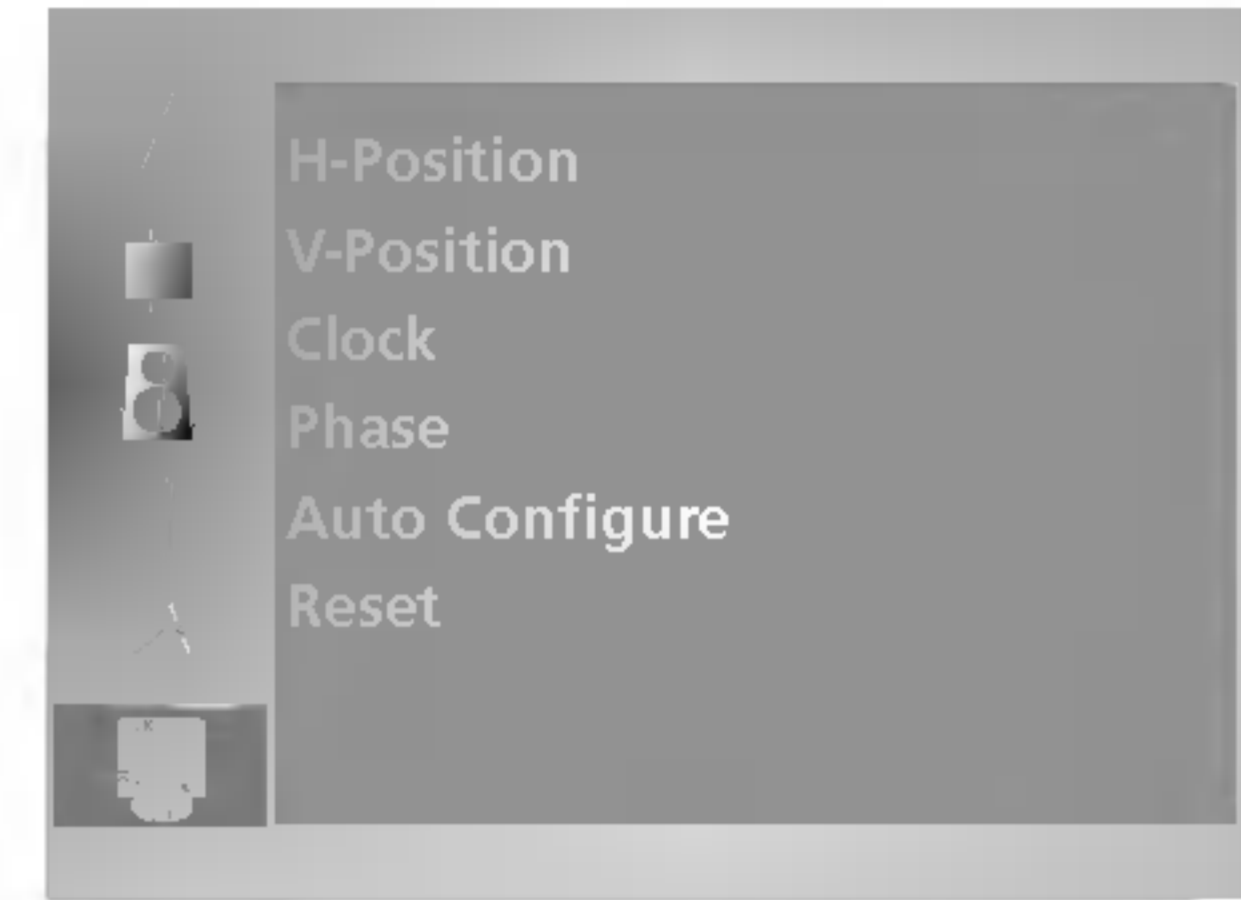 H-Position
V-Position
Clock
Phase
Auto Configure
Reset